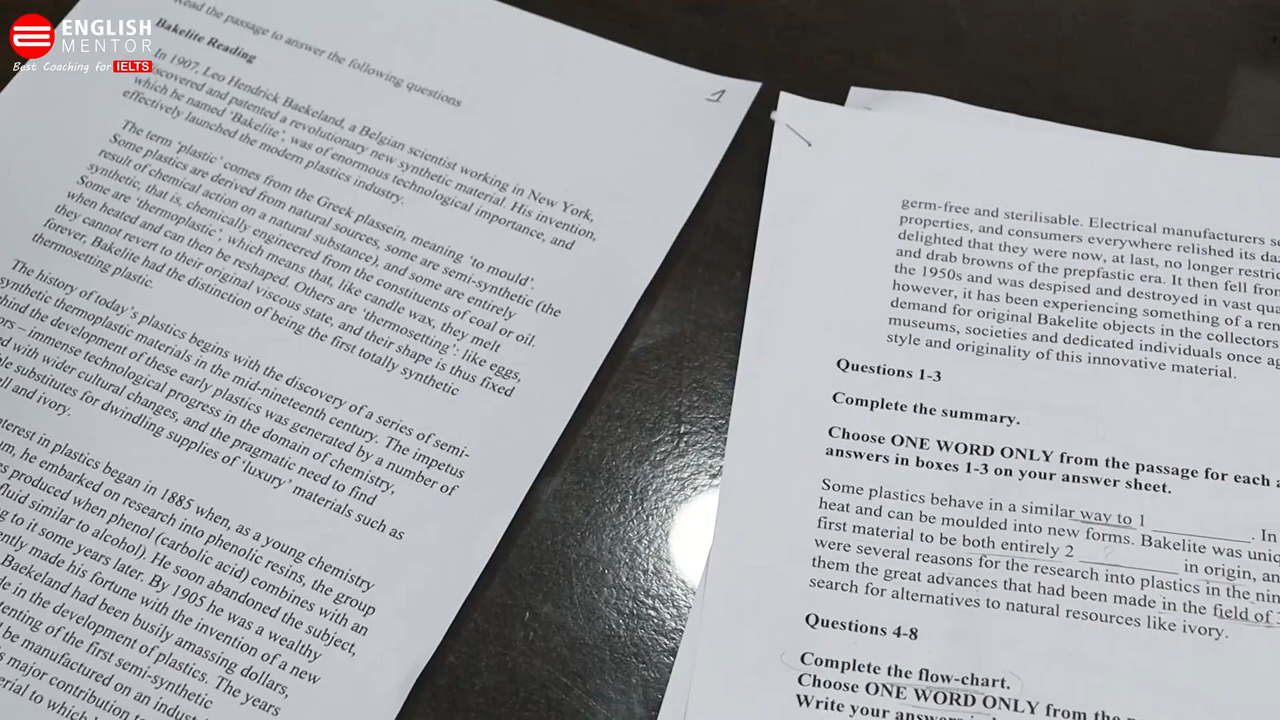 ENGLISH
MENTOR
Best Coaching for IELTS
Read the passage to answer the following questions
1
Bakelite Reading
In 1907, Leo Hendrick Baekeland, a Belgian scientist working in New York,
discovered and patented a revolutionary new synthetic material. His invention,
which he named 'Bakelite', was of enormous technological importance, and
effectively launched the modern plastics industry.
The term 'plastic' comes from the Greek plassein, meaning 'to mould'.
Some plastics are derived from natural sources, some are semi-synthetic (the
result of chemical action on a natural substance), and some are entirely
synthetic, that is, chemically engineered from the constituents of coal or oil.
Some are 'thermoplastic', which means that, like candle wax, they melt
when heated and can then be reshaped. Others are 'thermosetting': like eggs,
they cannot revert to their original viscous state, and their shape is thus fixed
forever, Bakelite had the distinction of being the first totally synthetic
thermosetting plastic.
The history of today's plastics begins with the discovery of a series of semi-
synthetic thermoplastic materials in the mid-nineteenth century. The impetus
behind the development of these early plastics was generated by a number of
ors – immense technological progress in the domain of chemistry,
ed with wider cultural changes, and the pragmatic need to find
le substitutes for dwindling supplies of 'luxury' materials such as
ell and ivory.
nterest in plastics began in 1885 when, as a young chemistry
um, he embarked on research into phenolic resins, the group
s produced when phenol (carbolic acid) combines with an
fluid similar to alcohol). He soon abandoned the subject,
g to it some years later. By 1905 he was a wealthy
ently made his fortune with the invention of a new
Baekeland had been busily amassing dollars,
de in the development of plastics. The years
tenting of the first semi-synthetic
d be manufactured on an indust
s major contribution t
erial to which
germ-free and sterilisable. Electrical manufacturers s
properties, and consumers everywhere relished its da
delighted that they were now, at last, no longer restri
and drab browns of the prepfastic era. It then fell from
the 1950s and was despised and destroyed in vast qua
however, it has been experiencing something of a ren
demand for original Bakelite objects in the collectors
museums, societies and dedicated individuals once ag
style and originality of this innovative material.
Questions 1-3
Complete the summary.
Choose ONE WORD ONLY from the passage for each a
answers in boxes 1-3 on your answer sheet.
Some plastics behave in a similar way to 1 __________. In
heat and can be moulded into new forms. Bakelite was uniq
first material to be both entirely 2 __________ in origin, an
were several reasons for the research into plastics in the nin
them the great advances that had been made in the field of 3
search for alternatives to natural resources like ivory.
Questions 4-8
Complete the flow-chart.
Choose ONE WORD ONLY from the p
Write your answers in boxes